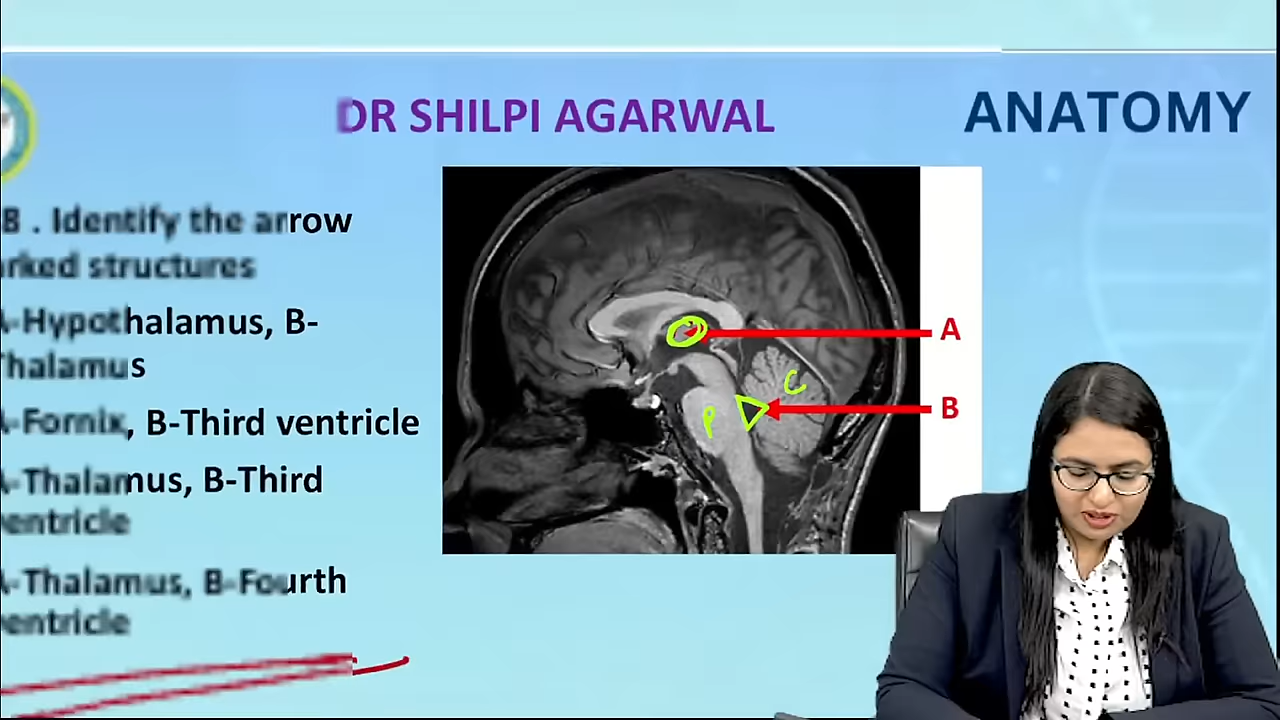 DR SHILPI AGARWAL
ANATOMY
8 . Identify the arrow
rked structures
A-Hypothalamus, B-
Thalamus
A-Fornix, B-Third ventricle
A-Thalamus, B-Third
ventricle
A-Thalamus, B-Fourth
ventricle
A
B
C
P